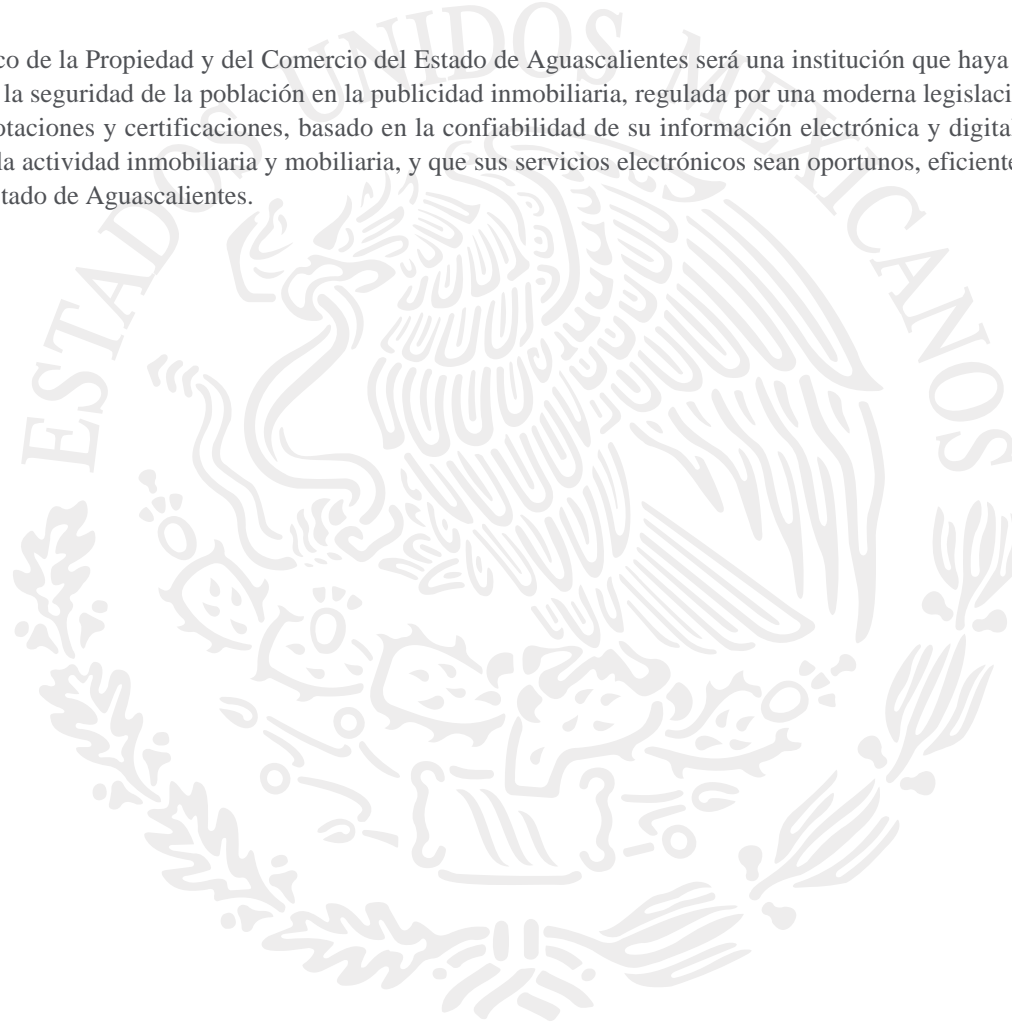 co de la Propiedad y del Comercio del Estado de Aguascalientes será una institución que haya
la seguridad de la población en la publicidad inmobiliaria, regulada por una moderna legislaci
otaciones y certificaciones, basado en la confiabilidad de su información electrónica y digital
la actividad inmobiliaria y mobiliaria, y que sus servicios electrónicos sean oportunos, eficiente
tado de Aguascalientes.
ESTADOS UNIDOS MEXICANOS